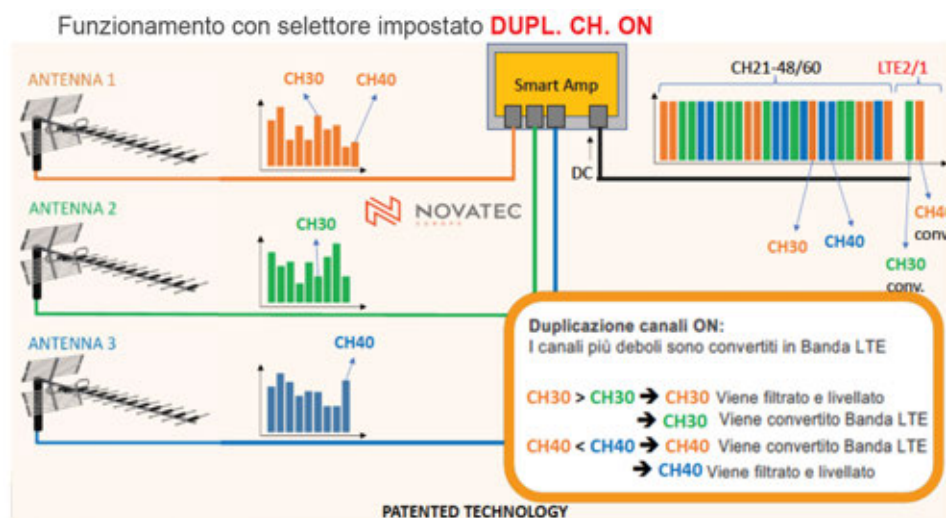 Funzionamento con selettore impostato DUPL. CH. ON
ANTENNA 1
CH30
CH40
Smart Amp
DC
CH21-48/60
LTE2/1
ANTENNA 2
CH30
NOVATEC
EUROPE
CH30
CH40
CH40
conv.
CH30
conv.
ANTENNA 3
CH40
Duplicazione canali ON:
I canali più deboli sono convertiti in Banda LTE
CH30 > CH30 ➔ CH30 Viene filtrato e livellato
➔ CH30 Viene convertito Banda LTE
CH40 < CH40 ➔ CH40 Viene convertito Banda LTE
➔ CH40 Viene filtrato e livellato
PATENTED TECHNOLOGY